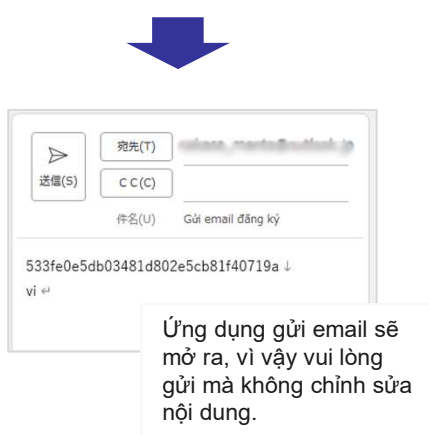 宛先(T)
送信(S)
C C(C)
件名(U) Gửi email đăng ký
533fe0e5db03481d802e5cb81f40719a ↓
vi ↵
Ứng dụng gửi email sẽ
mở ra, vì vậy vui lòng
gửi mà không chỉnh sửa
nội dung.